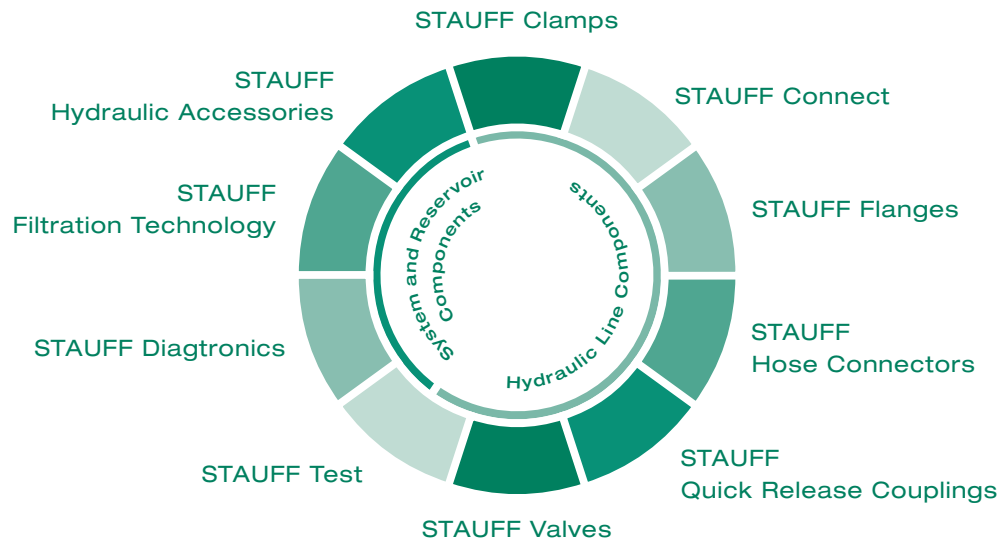 STAUFF Clamps
STAUFF Connect
STAUFF Flanges
STAUFF
Hose Connectors
STAUFF
Quick Release Couplings
STAUFF Valves
STAUFF Test
STAUFF Diagtronics
STAUFF
Filtration Technology
STAUFF
Hydraulic Accessories
System and Reservoir
Components
Hydraulic Line Components